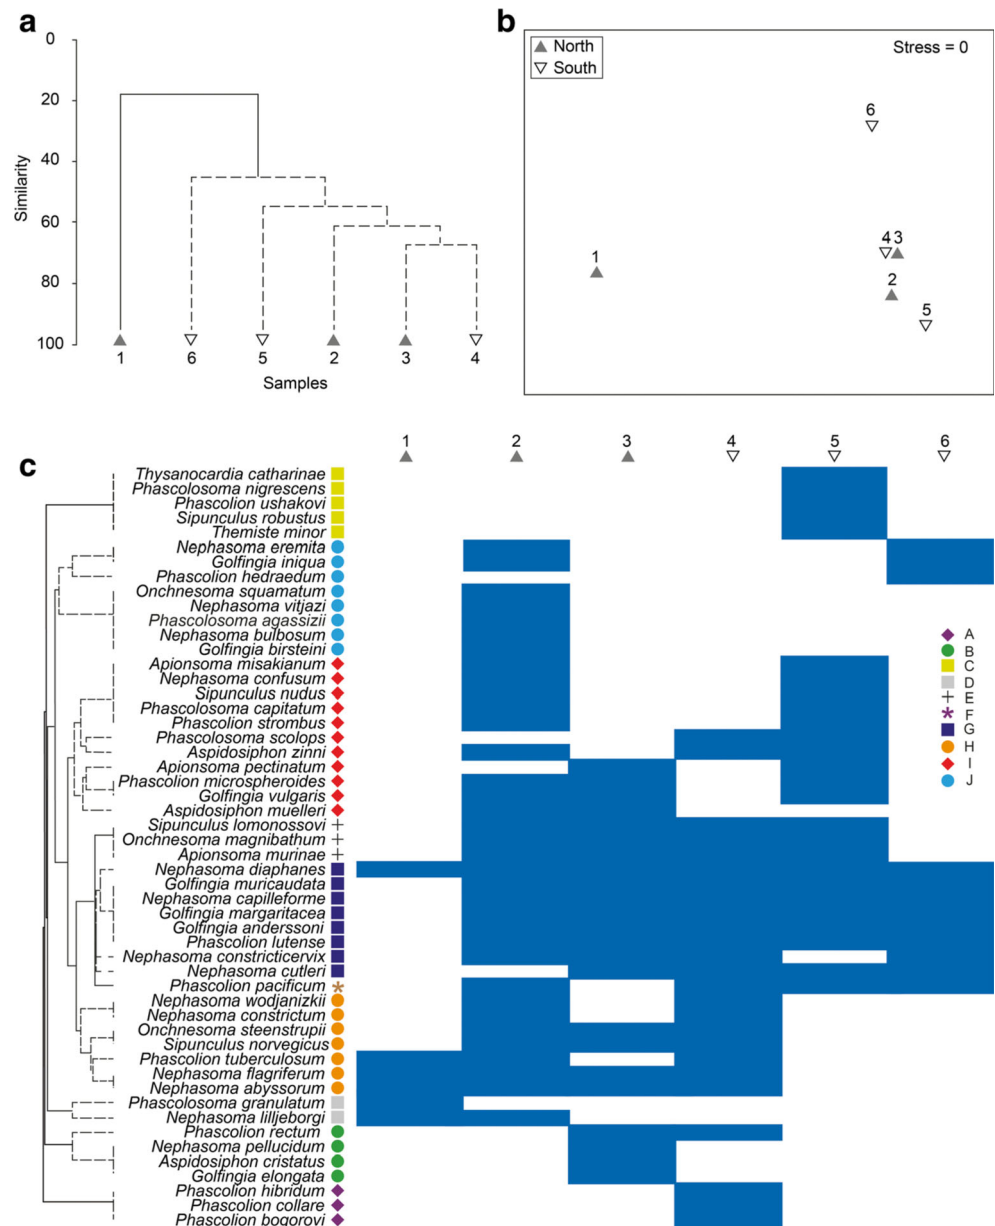 a
0
20
40
60
80
100
Similarity
1 6 5 2 3 4
Samples
b
North
South
Stress = 0
6
4 3
1
2
5
c
1 2 3 4 5 6
Thysanocardia catharinae
Phascolosoma nigrescens
Phascolion ushakovi
Sipunculus robustus
Themiste minor
Nephasoma eremita
Golfingia iniqua
Phascolion hedraedum
Onchnesoma squamatum
Nephasoma vitjazi
Phascolosoma agassizii
Nephasoma bulbosum
Golfingia birsteini
Apionsoma misakianum
Nephasoma confusum
Sipunculus nudus
Phascolosoma capitatum
Phascolion strombus
Phascolosoma scolops
Aspidosiphon zinni
Apionsoma pectinatum
Phascolion microspheroides
Golfingia vulgaris
Aspidosiphon muelleri
Sipunculus lomonossovi
Onchnesoma magnibathum
Apionsoma murinae
Nephasoma diaphanes
Golfingia muricaudata
Nephasoma capilleforme
Golfingia margaritacea
Golfingia anderssoni
Phascolion lutense
Nephasoma constricticervix
Nephasoma cutleri
Phascolion pacificum
Nephasoma wodjanizkii
Nephasoma constrictum
Onchnesoma steenstrupii
Sipunculus norvegicus
Phascolion tuberculosum
Nephasoma flagriferum
Nephasoma abyssorum
Phascolosoma granulatum
Nephasoma lilljeborgi
Phascolion rectum
Nephasoma pellucidum
Aspidosiphon cristatus
Golfingia elongata
Phascolion hibridum
Phascolion collare
Phascolion bogorovi
A
B
C
D
E
F
G
H
I
J